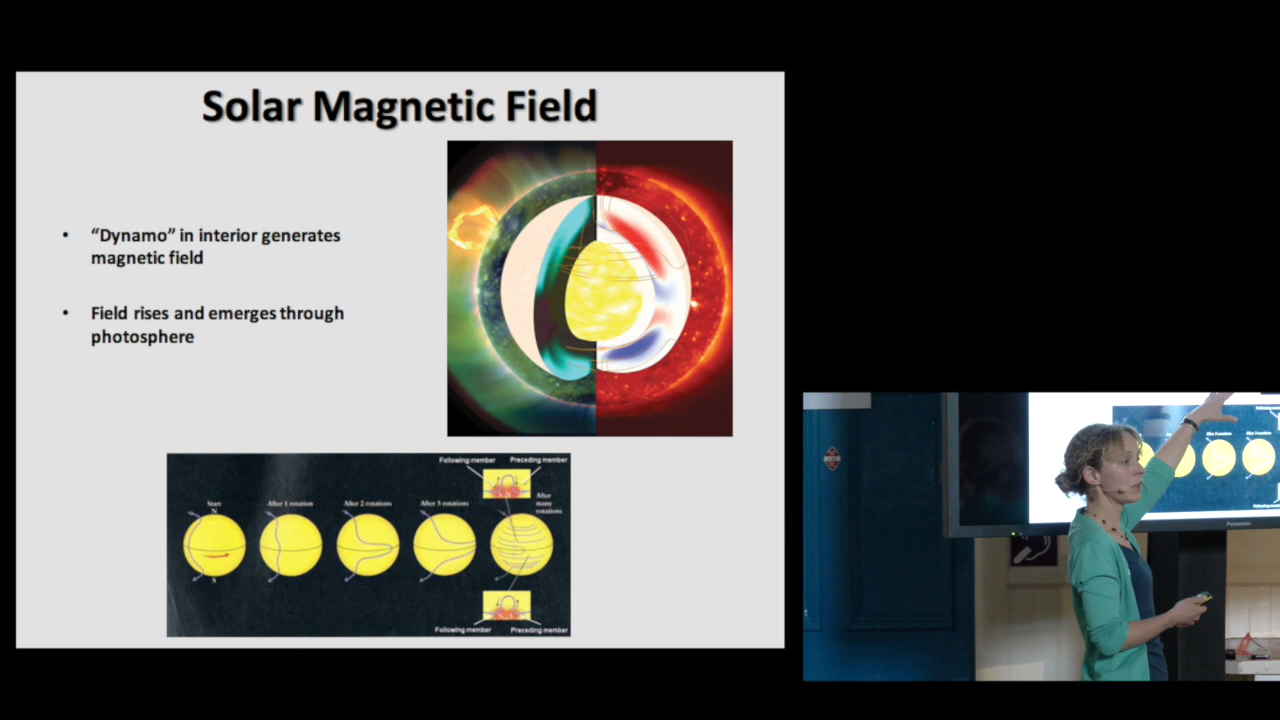 Solar Magnetic Field
• “Dynamo” in interior generates
magnetic field
• Field rises and emerges through
photosphere
Following member Preceding member
Start
N
After 1 rotation
After 2 rotations
After 3 rotations
After
many
rotations
S
Following member Preceding member
Panasonic